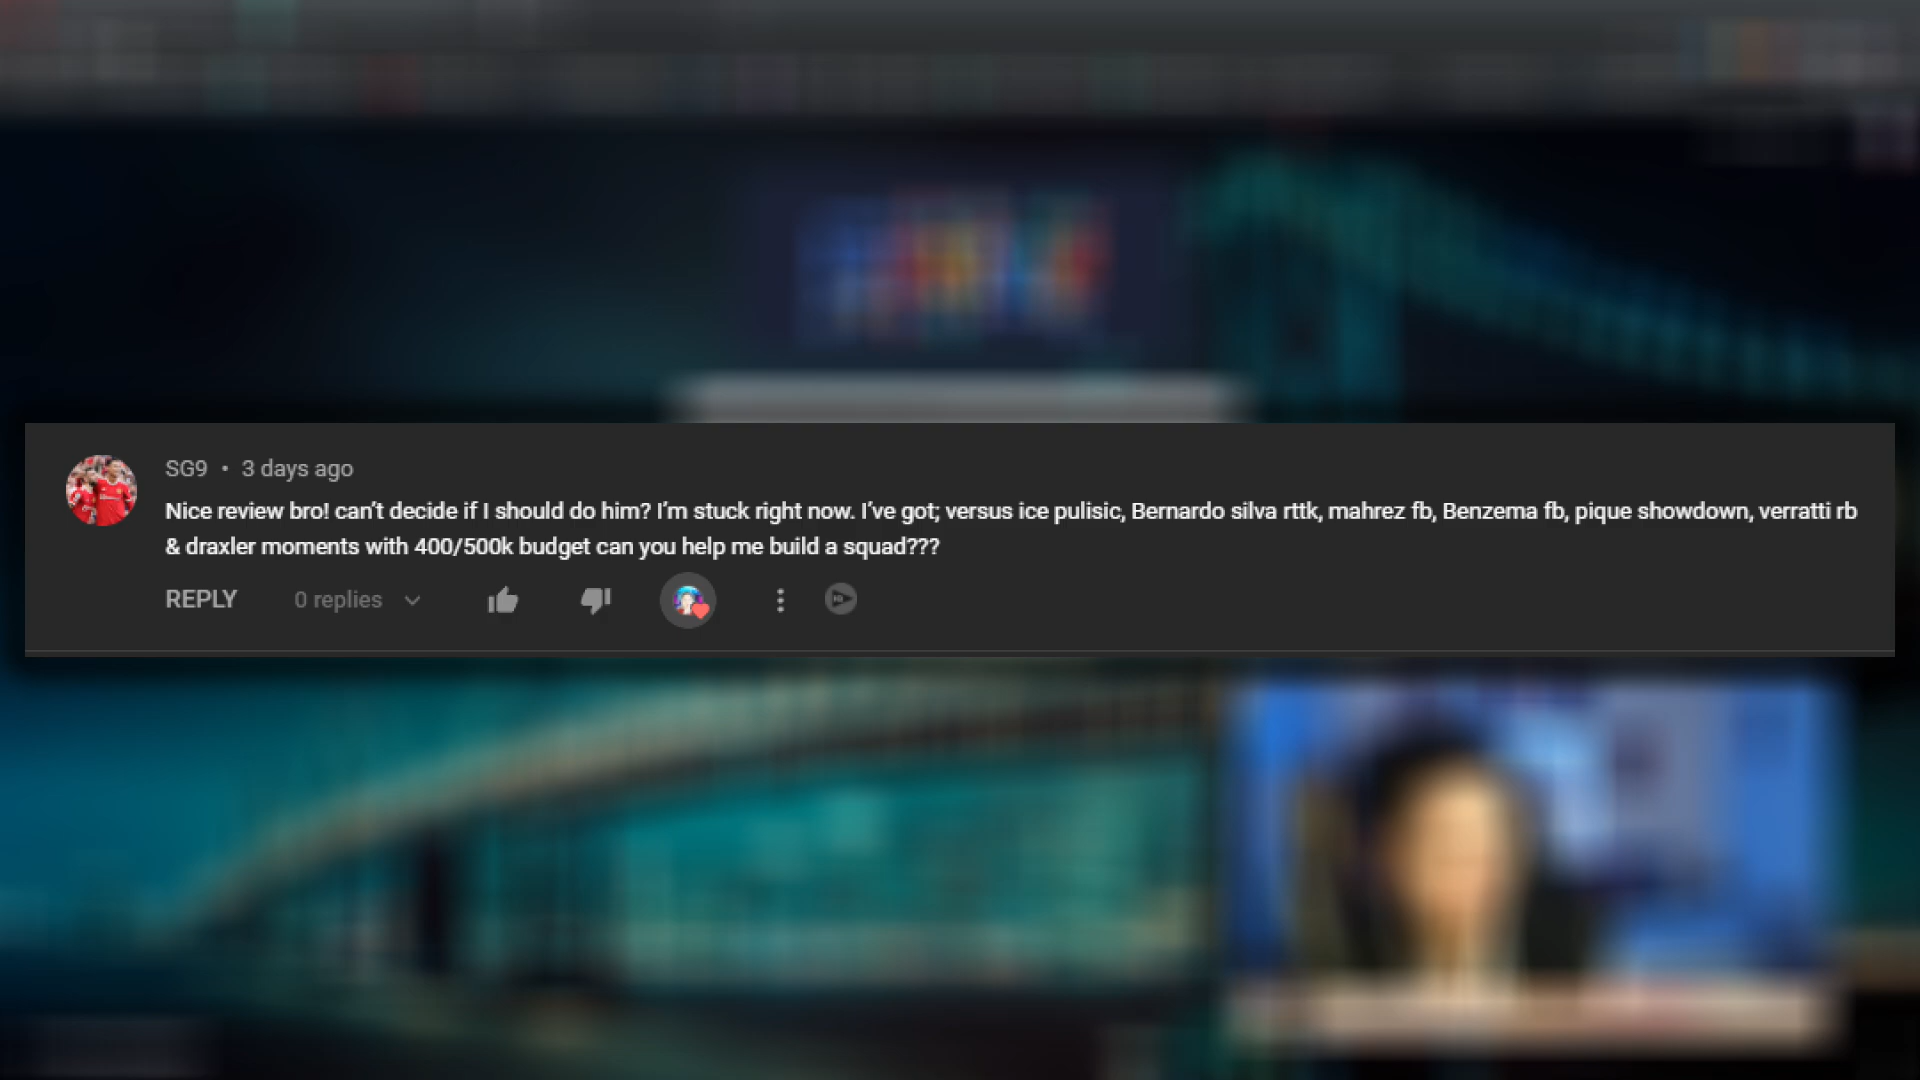 SG9 • 3 days ago
Nice review bro! can't decide if I should do him? I'm stuck right now. I've got; versus ice pulisic, Bernardo silva rttk, mahrez fb, Benzema fb, pique showdown, verratti rb
& draxler moments with 400/500k budget can you help me build a squad???
REPLY 0 replies